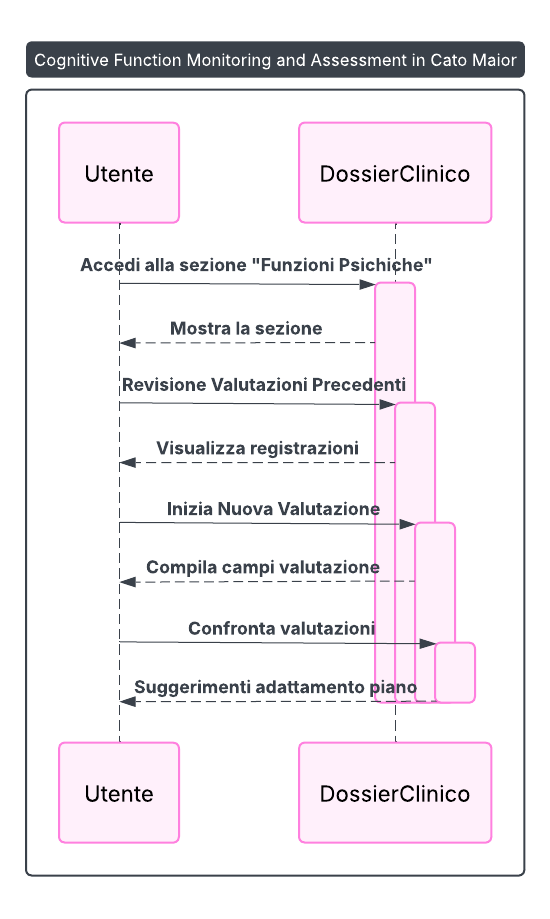 Cognitive Function Monitoring and Assessment in Cato Maior
Utente
DossierClinico
Accedi alla sezione "Funzioni Psichiche"
Mostra la sezione
Revisione Valutazioni Precedenti
Visualizza registrazioni
Inizia Nuova Valutazione
Compila campi valutazione
Confronta valutazioni
Suggerimenti adattamento piano
Utente
DossierClinico